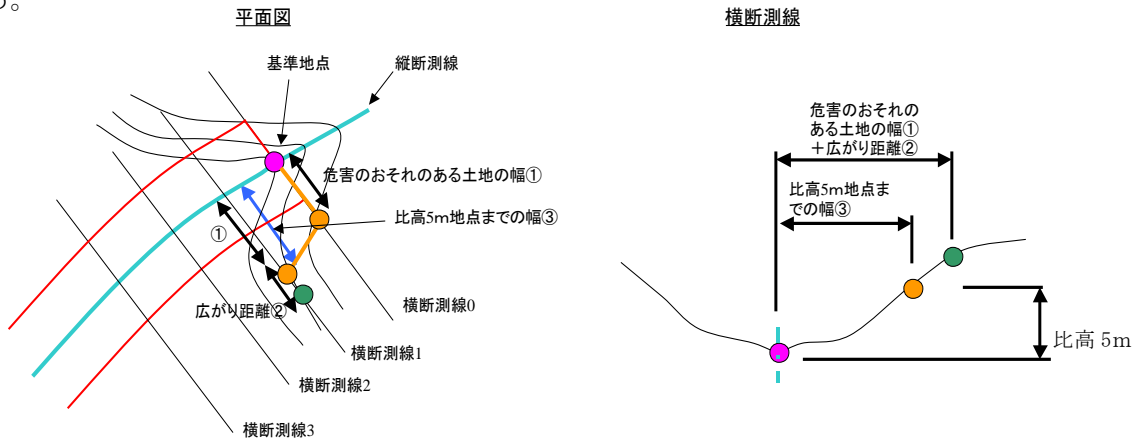 る。
平面図
横断測線
基準地点
縦断測線
危害のおそれのある土地の幅①
比高5m地点までの幅③
①
広がり距離②
横断測線0
横断測線1
横断測線2
横断測線3
危害のおそれの
ある土地の幅①
＋広がり距離②
比高5m地点ま
での幅③
比高 5m